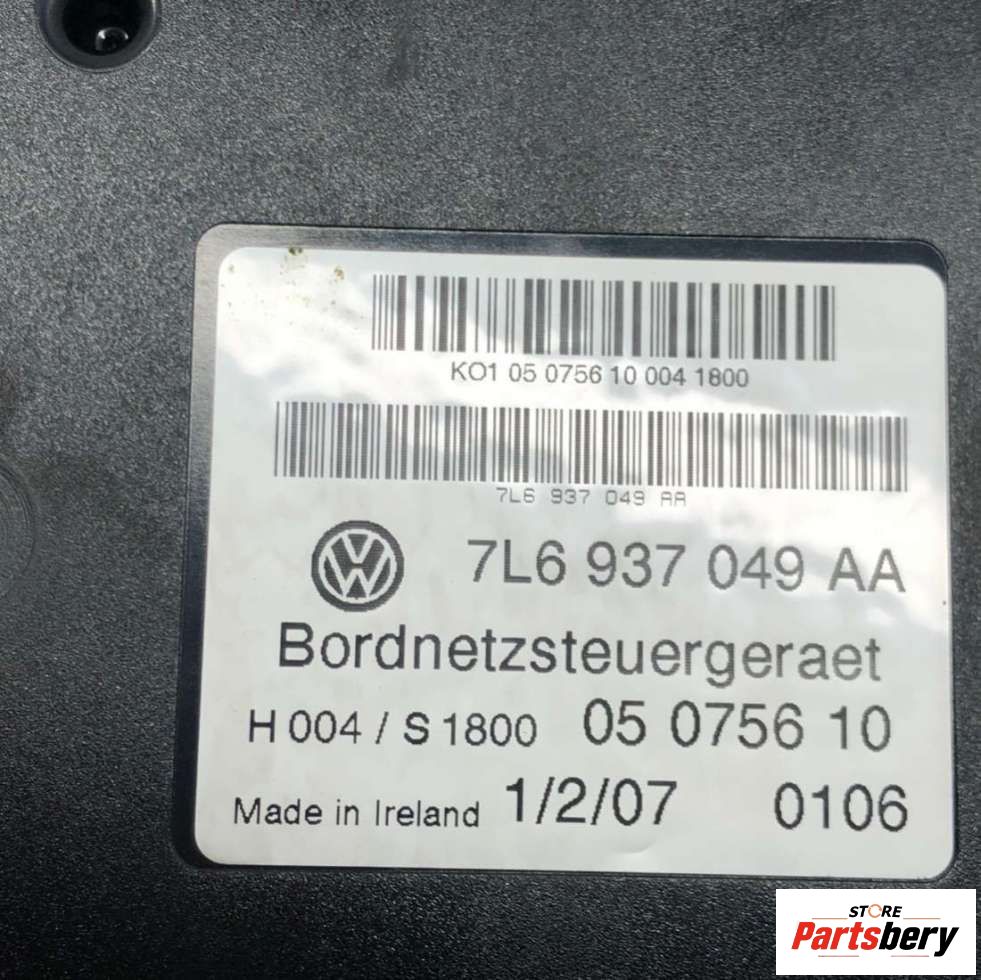 KO1 05 0756 10 004 1800
7L6 937 049 AA
7L6 937 049 AA
Bordnetzsteuergeraet
H 004 / S 1800 05 0756 10
Made in Ireland 1/2/07 0106
STORE
Partsbery